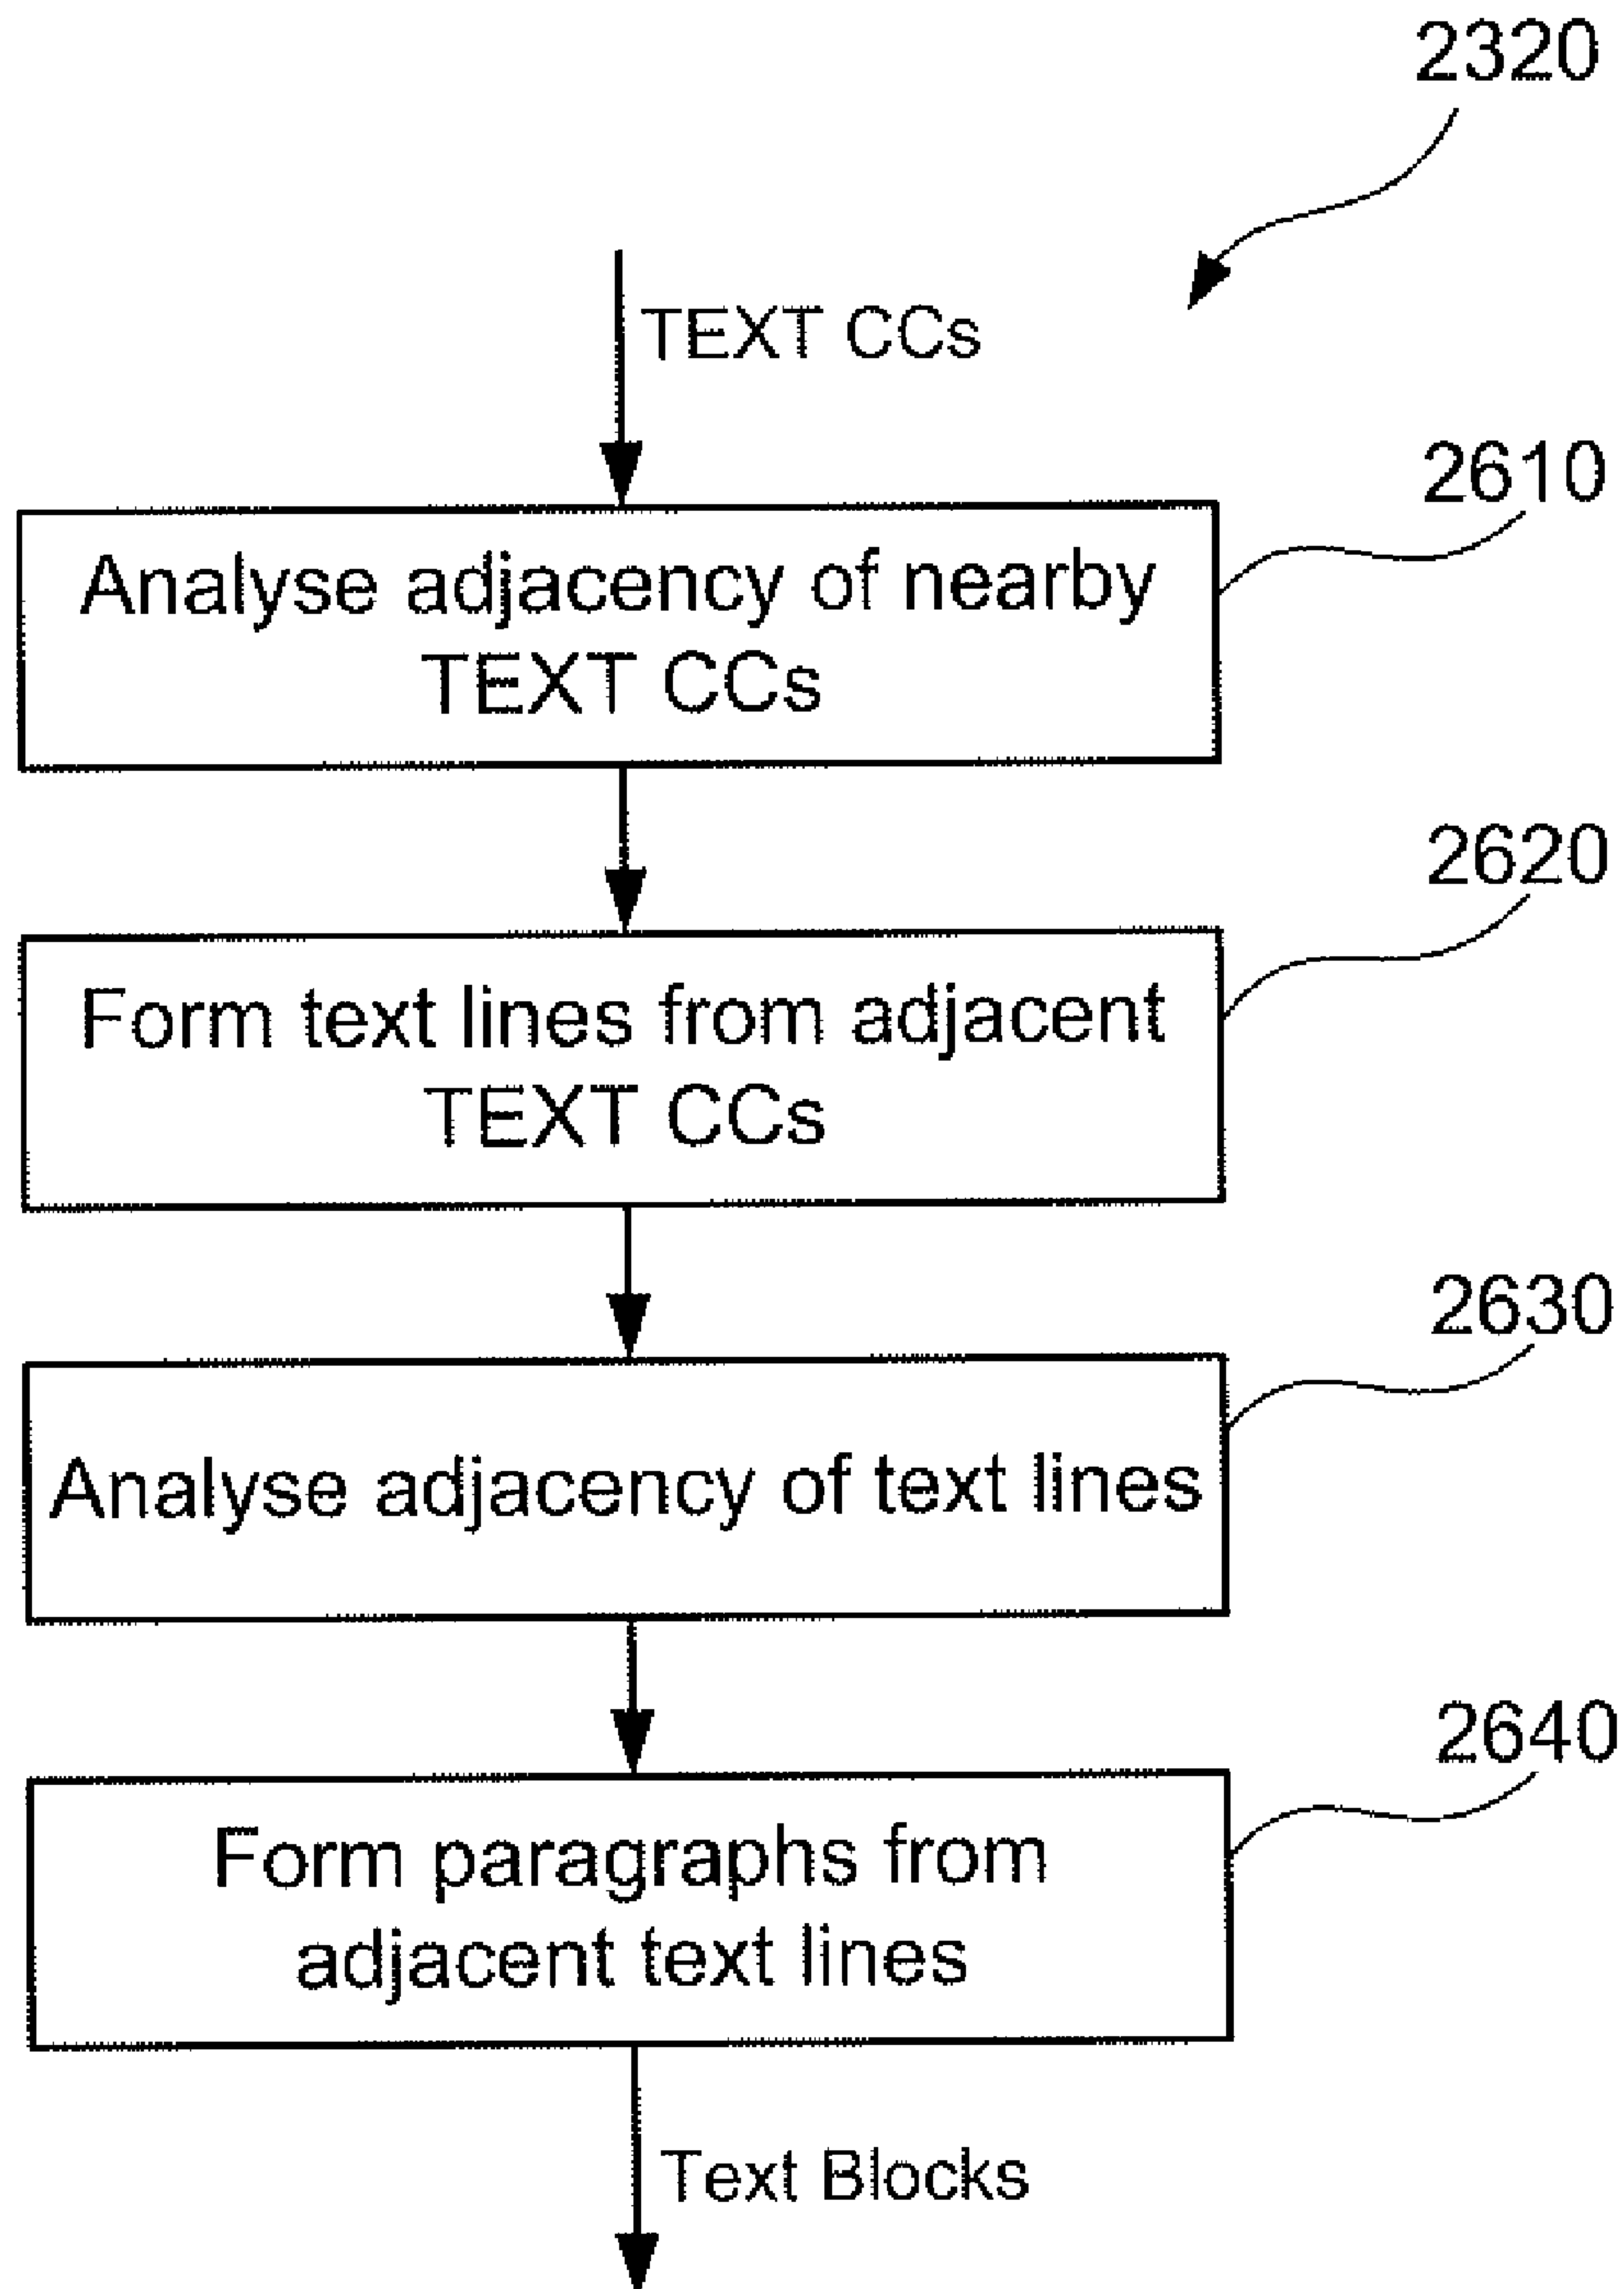 2320
TEXT CCs
2610
Analyse adjacency of nearby
TEXT CCs
2620
Form text lines from adjacent
TEXT CCs
2630
Analyse adjacency of text lines
2640
Form paragraphs from
adjacent text lines
Text Blocks